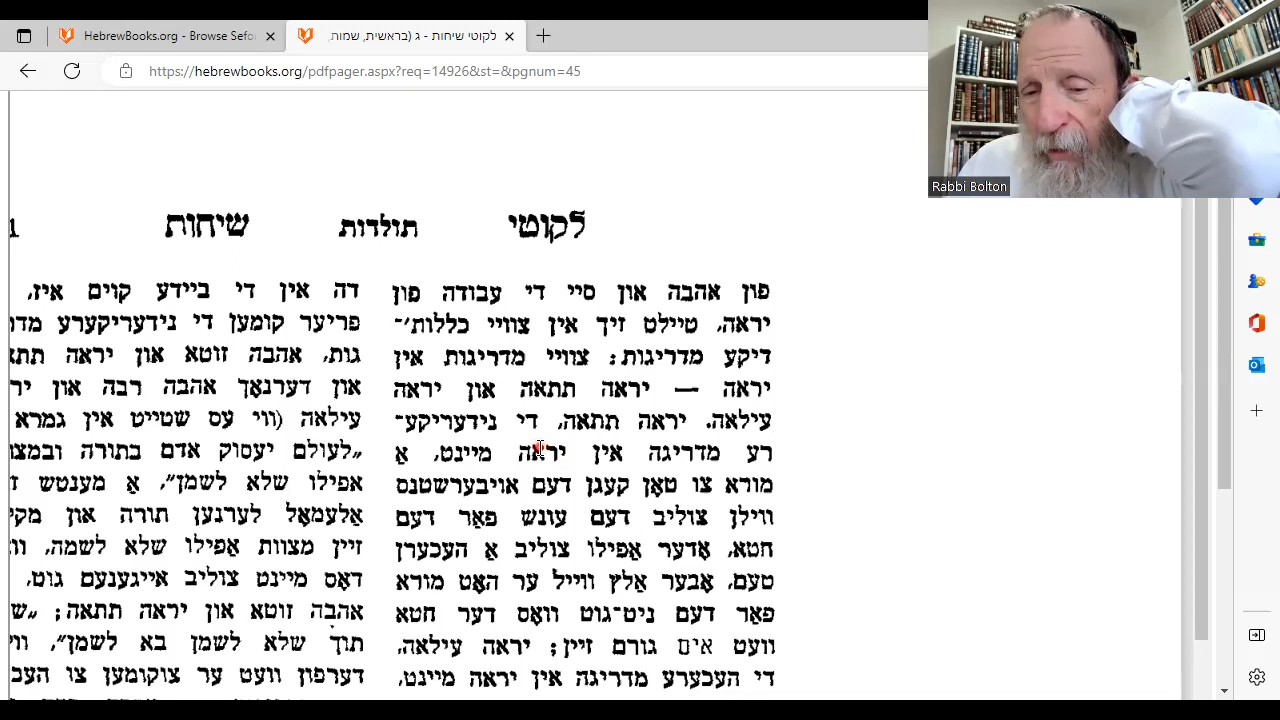 HebrewBooks.org - Browse Sefo
לקוטי שיחות - ג (בראשית, שמות,
https://hebrewbooks.org/pdfpager.aspx?req=14926&st=&pgnum=45
Rabbi Bolton
לקוטי תולדות שיחות 1
פון אהבה און סיי די עבודה פון
יראה, טיילט זיך אין צוויי כללות׳־
דיקע מדריגות: צוויי מדריגות אין
יראה — יראה תתאה און יראה
עילאה. יראה תתאה, די נידעריקע־
רע מדריגה אין יראה מיינט, אַ
מורא צו טאָן קעגן דעם אויבערשטנס
ווילן צוליב דעם עונש פאַר דעם
חטא, אָדער אַפילו צוליב אַ העכערן
טעם, אָבער אַלץ ווייל ער האָט מורא
פאַר דעם ניט־גוט וואָס דער חטא
וועט אים גורם זיין; יראה עילאה,
די העכערע מדריגה אין יראה מיינט,
דה אין די ביידע קוים איז,
פריער קומען די נידעריקערע מדר
גות, אהבה זוטא און יראה תתא
און דערנאָך אהבה רבה און יר
עילאה (ווי עס שטייט אין גמרא
„לעולם יעסוק אדם בתורה ובמצו
אפילו שלא לשמן״, אַ מענטש ז
אַלעמאָל לערנען תורה און מקי
זיין מצוות אַפילו שלא לשמה, וו
דאָס מיינט צוליב אייגענעם גוט,
אהבה זוטא און יראה תתאה; „ש
תוך שלא לשמן בא לשמן״, ווי
דערפון וועט ער צוקומען צו העכ